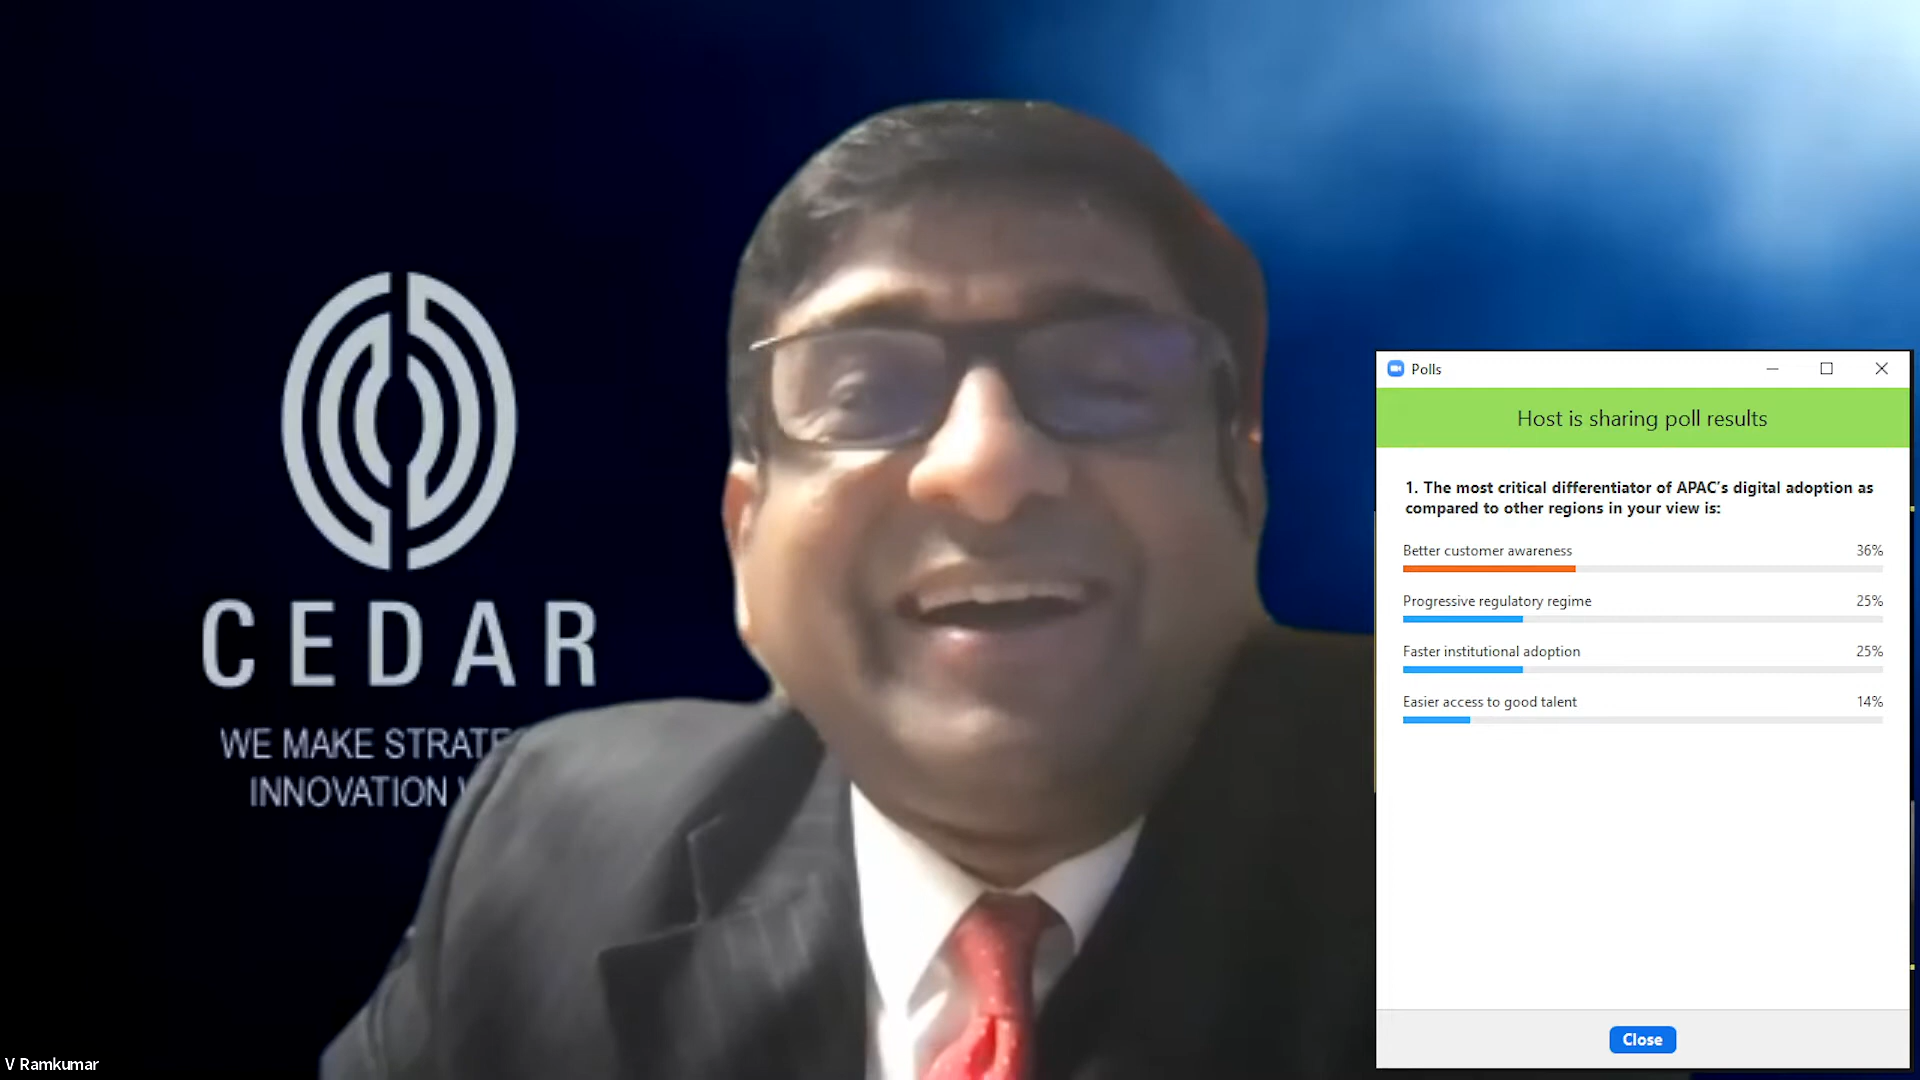 CEDAR
WE MAKE STRATE
INNOVATION
V Ramkumar
Polls
Host is sharing poll results
1. The most critical differentiator of APAC's digital adoption as
compared to other regions in your view is:
Better customer awareness 36%
Progressive regulatory regime 25%
Faster institutional adoption 25%
Easier access to good talent 14%
Close